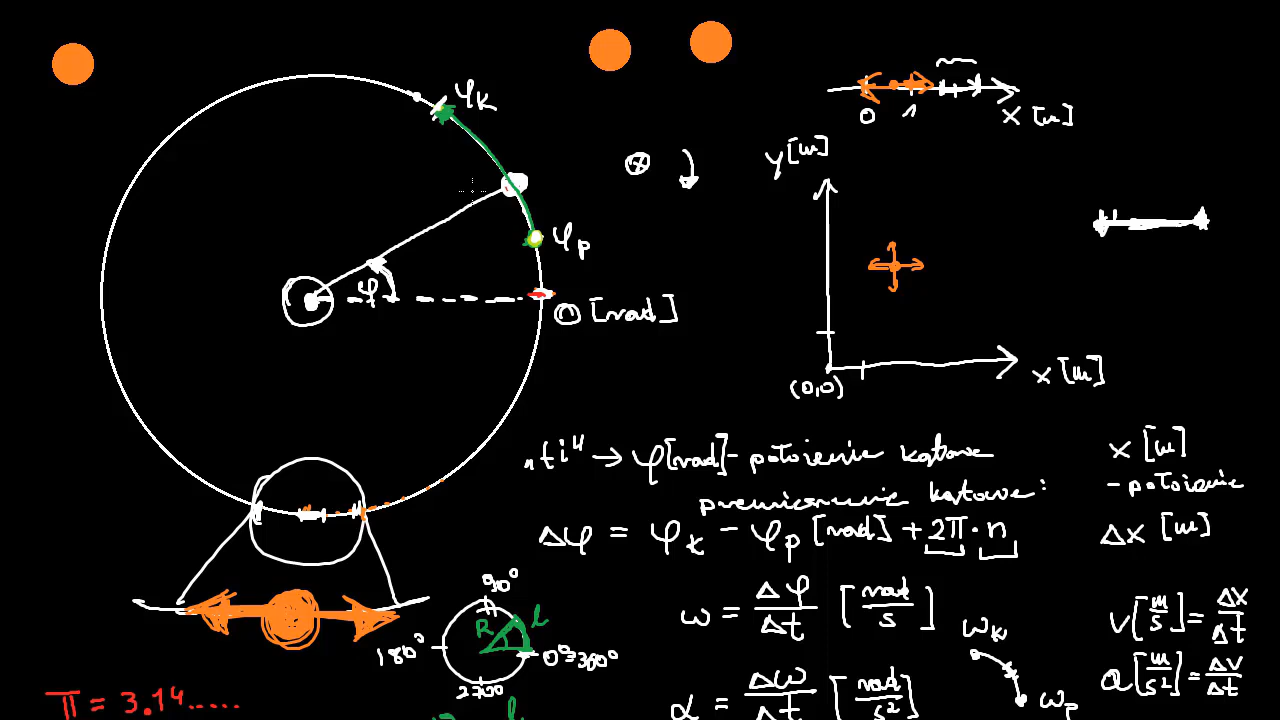 φk
φp
φ
0 [rad]
0 1
x [m]
y [m]
(0,0)
x [m]
„ti" → φ[rad] - położenie kątowe
przemieszczenie kątowe:
Δφ = φk - φp [rad] + 2π · n
ω = Δφ/Δt [rad/s]
α = Δω/Δt [rad/s²]
x [m]
- położenie
Δx [m]
v [m/s] = Δx/Δt
a [m/s²] = Δv/Δt
ωk
ωp
90°
R l
180°
0°=360°
270°
l
π = 3.14.....